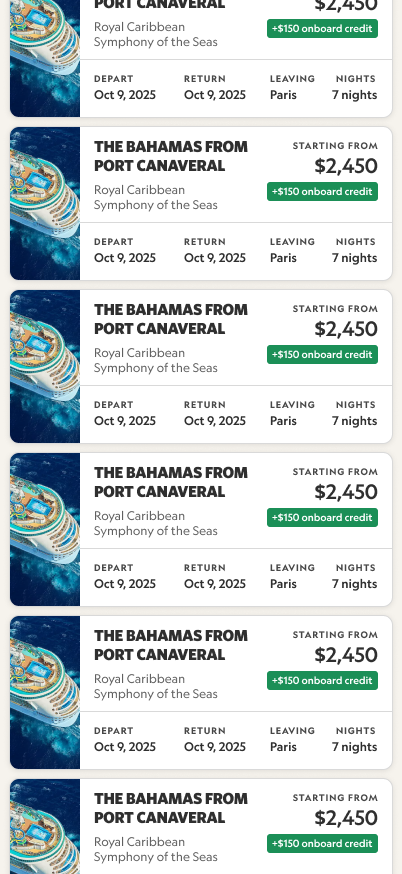 PORT CANAVERAL
$2,450
Royal Caribbean
Symphony of the Seas
+$150 onboard credit
DEPART RETURN LEAVING NIGHTS
Oct 9, 2025 Oct 9, 2025 Paris 7 nights
THE BAHAMAS FROM
PORT CANAVERAL
STARTING FROM
$2,450
Royal Caribbean
Symphony of the Seas
+$150 onboard credit
DEPART RETURN LEAVING NIGHTS
Oct 9, 2025 Oct 9, 2025 Paris 7 nights
THE BAHAMAS FROM
PORT CANAVERAL
STARTING FROM
$2,450
Royal Caribbean
Symphony of the Seas
+$150 onboard credit
DEPART RETURN LEAVING NIGHTS
Oct 9, 2025 Oct 9, 2025 Paris 7 nights
THE BAHAMAS FROM
PORT CANAVERAL
STARTING FROM
$2,450
Royal Caribbean
Symphony of the Seas
+$150 onboard credit
DEPART RETURN LEAVING NIGHTS
Oct 9, 2025 Oct 9, 2025 Paris 7 nights
THE BAHAMAS FROM
PORT CANAVERAL
STARTING FROM
$2,450
Royal Caribbean
Symphony of the Seas
+$150 onboard credit
DEPART RETURN LEAVING NIGHTS
Oct 9, 2025 Oct 9, 2025 Paris 7 nights
THE BAHAMAS FROM
PORT CANAVERAL
STARTING FROM
$2,450
Royal Caribbean
Symphony of the Seas
+$150 onboard credit